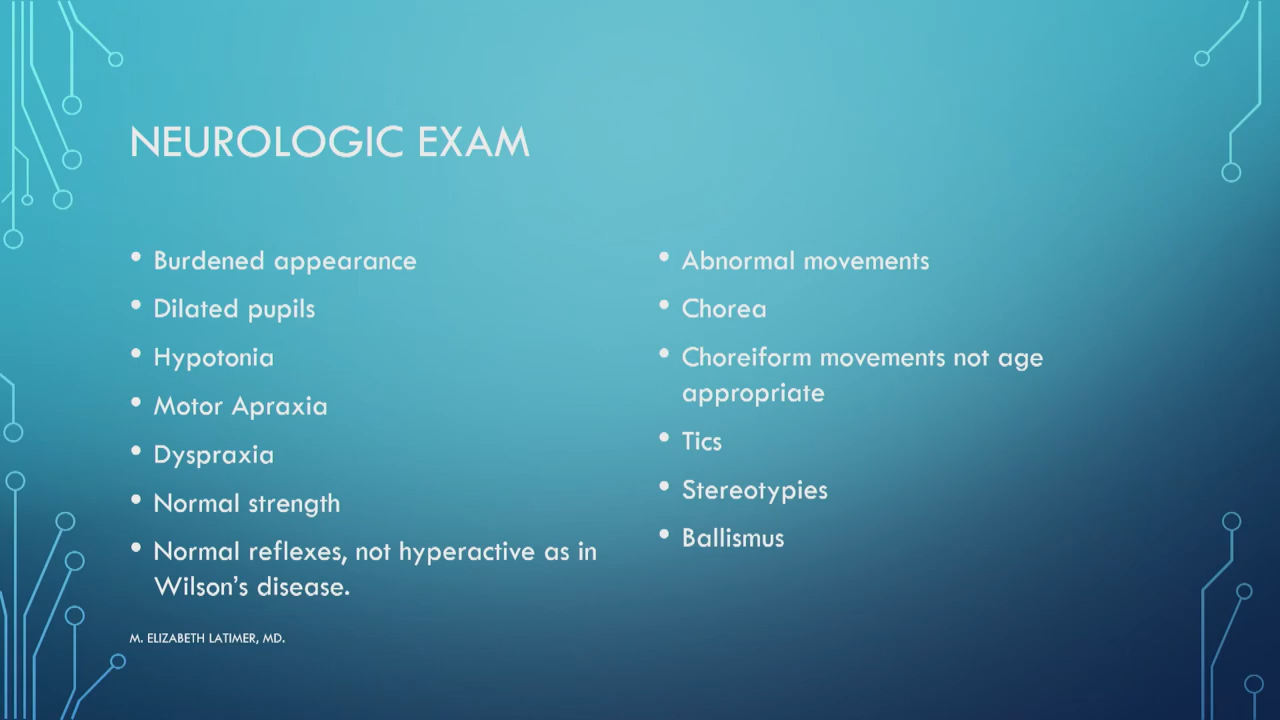 NEUROLOGIC EXAM
• Burdened appearance
• Dilated pupils
• Hypotonia
• Motor Apraxia
• Dyspraxia
• Normal strength
• Normal reflexes, not hyperactive as in
Wilson’s disease.
• Abnormal movements
• Chorea
• Choreiform movements not age
appropriate
• Tics
• Stereotypies
• Ballismus
M. ELIZABETH LATIMER, MD.